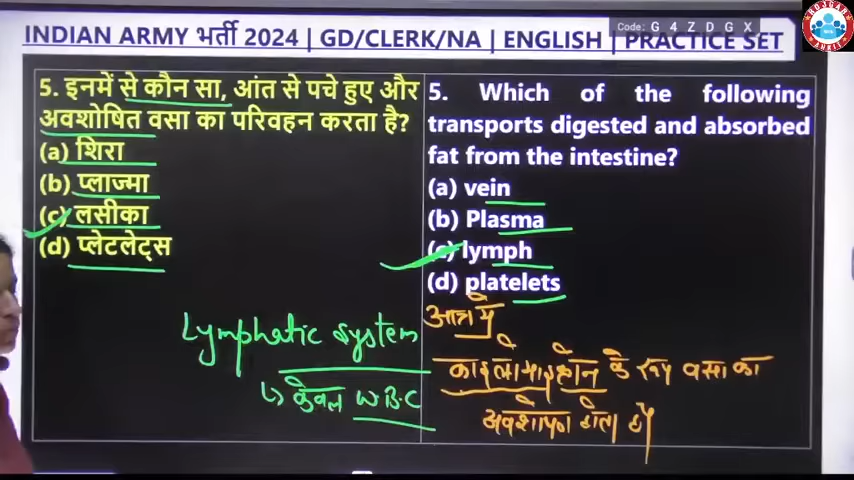 Code: G 4 Z D G X
INDIAN ARMY भर्ती 2024 | GD/CLERK/NA | ENGLISH | PRACTICE SET
5. इनमें से कौन सा, आंत से पचे हुए और
अवशोषित वसा का परिवहन करता है?
(a) शिरा
(b) प्लाज्मा
(c) लसीका
(d) प्लेटलेट्स
5. Which of the following
transports digested and absorbed
fat from the intestine?
(a) vein
(b) Plasma
(c) lymph
(d) platelets
Lymphatic system
केवल W.B.C
आंत्र में
काइलोमाइक्रोन के रूप वसा का
अवशोषण होता है